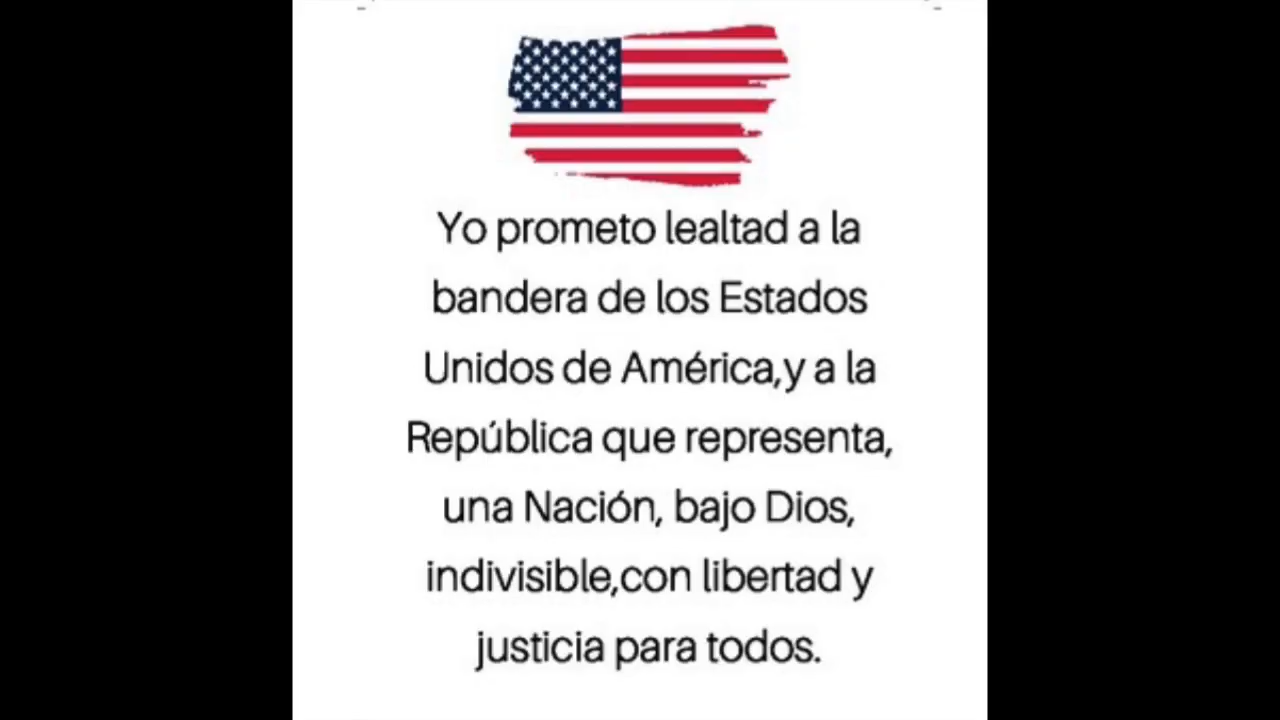 Yo prometo lealtad a la
bandera de los Estados
Unidos de América,y a la
República que representa,
una Nación, bajo Dios,
indivisible,con libertad y
justicia para todos.